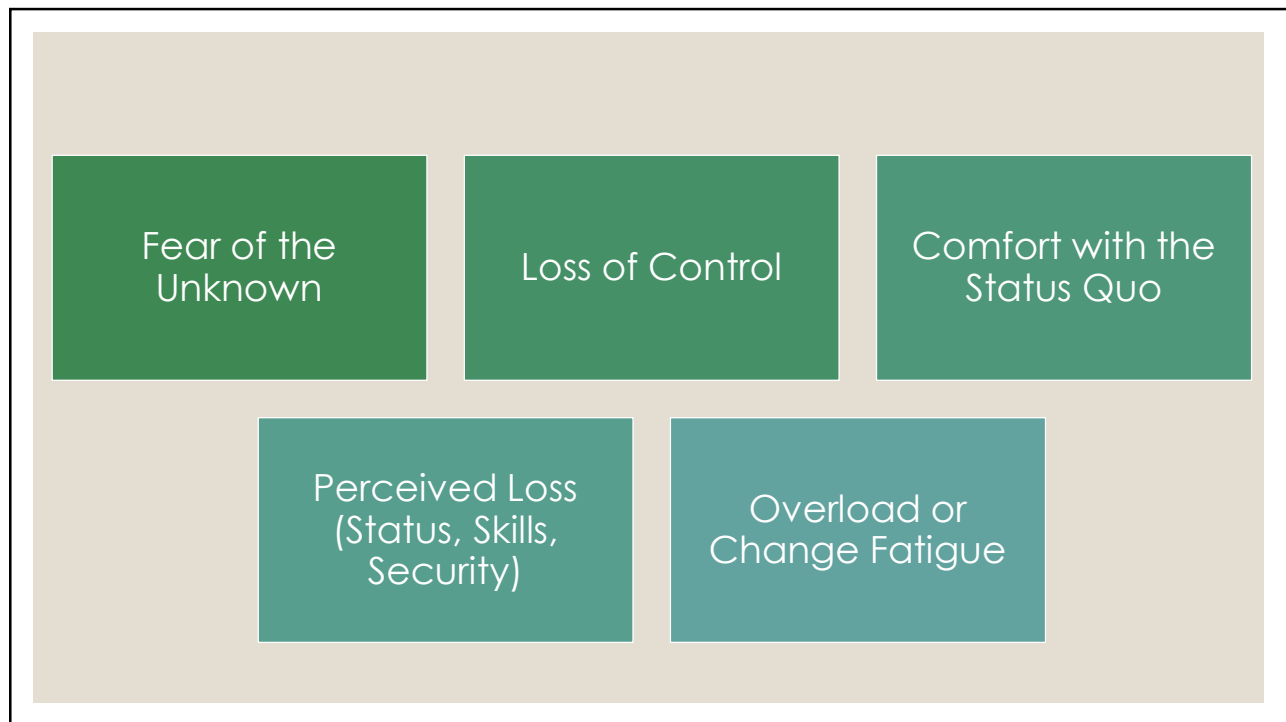 Fear of the
Unknown
Loss of Control
Comfort with the
Status Quo
Perceived Loss
(Status, Skills,
Security)
Overload or
Change Fatigue